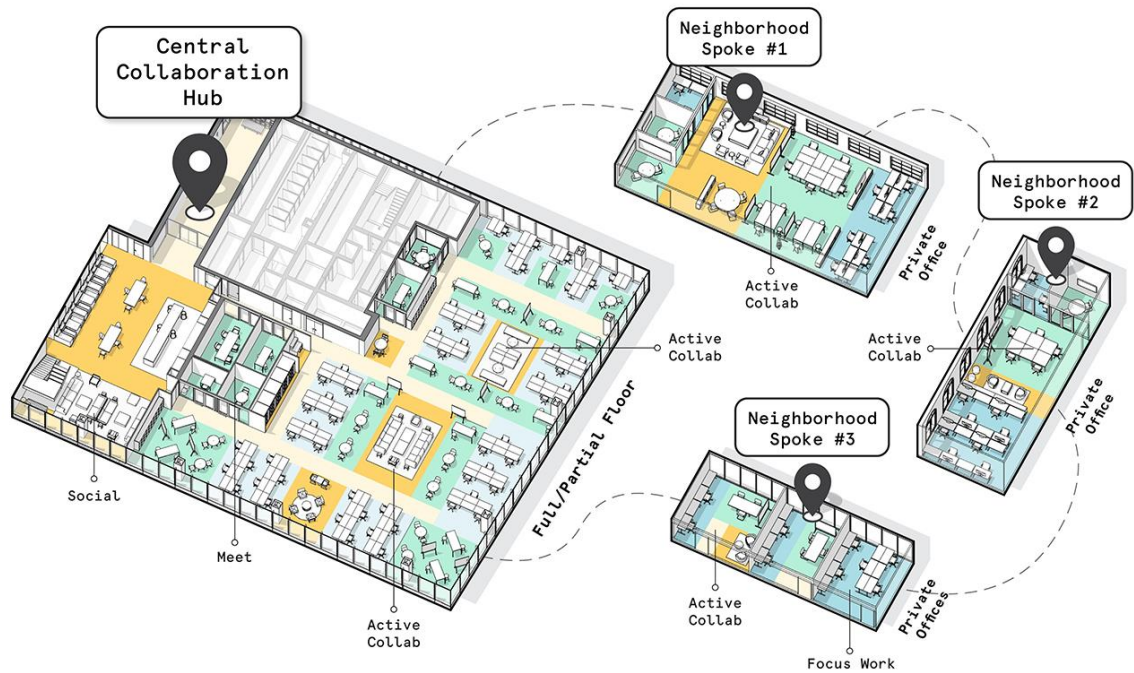 Central
Collaboration
Hub
Neighborhood
Spoke #1
Neighborhood
Spoke #2
Private
Office
Active
Collab
Active
Collab
Active
Collab
Private
Office
Full/Partial Floor
Neighborhood
Spoke #3
Social
Meet
Active
Collab
Active
Collab
Private
Offices
Focus Work